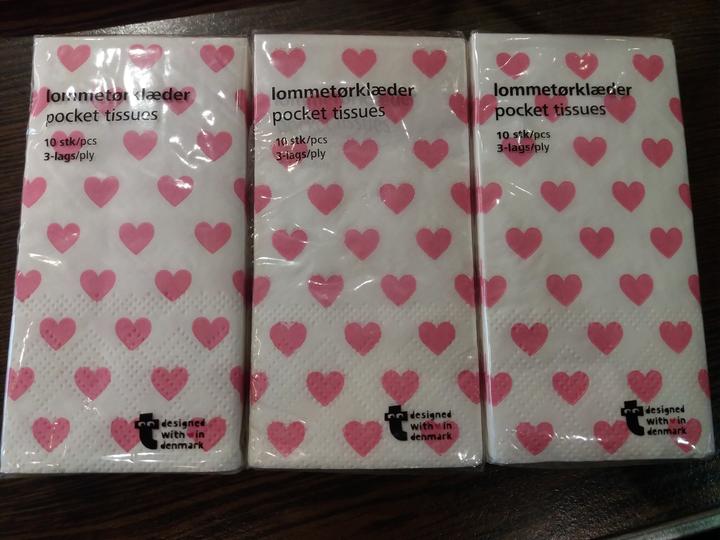 lommetørklæder
pocket tissues
10 stk/pcs
3-lags/ply
designed
with in
denmark
lommetørklæder
pocket tissues
10 stk/pcs
3-lags/ply
designed
with in
denmark
lommetørklæder
pocket tissues
10 stk/pcs
3-lags/ply
designed
with in
denmark